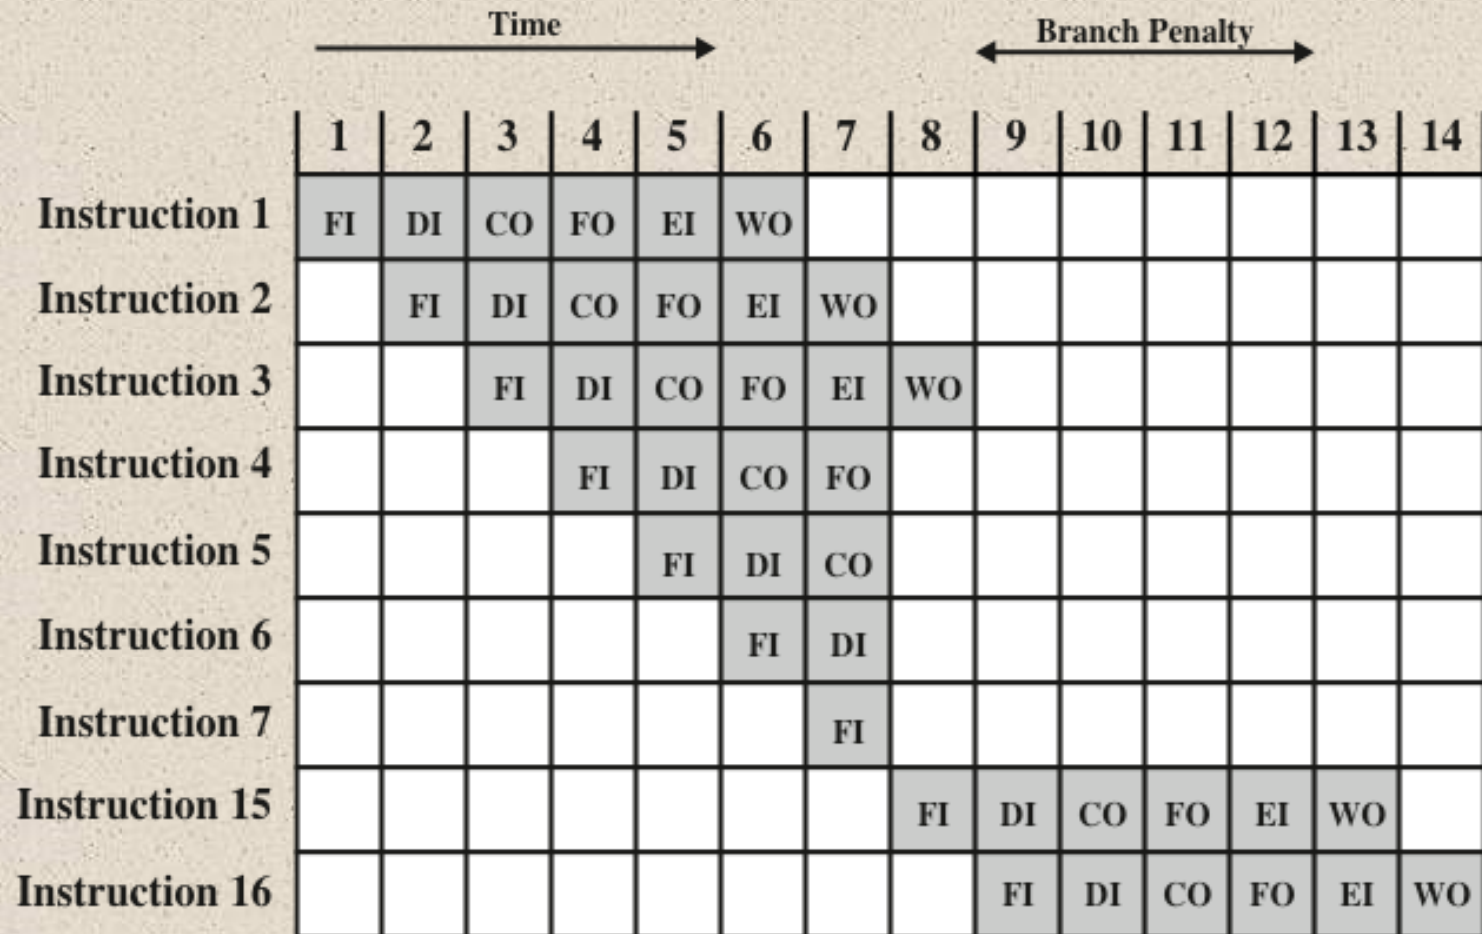 Time
Branch Penalty
1 2 3 4 5 6 7 8 9 10 11 12 13 14
Instruction 1 FI DI CO FO EI WO
Instruction 2 FI DI CO FO EI WO
Instruction 3 FI DI CO FO EI WO
Instruction 4 FI DI CO FO
Instruction 5 FI DI CO
Instruction 6 FI DI
Instruction 7 FI
Instruction 15 FI DI CO FO EI WO
Instruction 16 FI DI CO FO EI WO